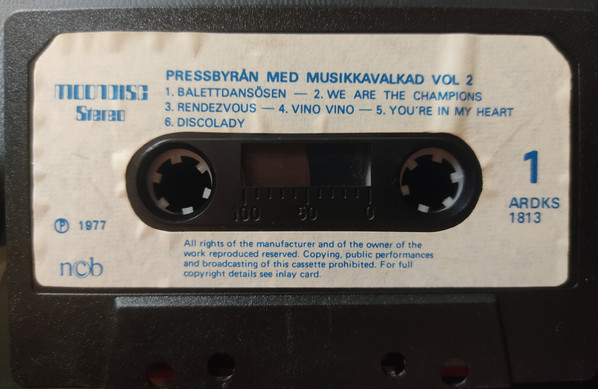 MOONDISC
Stereo
PRESSBYRÅN MED MUSIKKAVALKAD VOL 2
1. BALETTDANSÖSEN — 2. WE ARE THE CHAMPIONS
3. RENDEZVOUS — 4. VINO VINO — 5. YOU'RE IN MY HEART
6. DISCOLADY
100 50 0
1
ARDKS
1813
Ⓟ 1977
ncb
All rights of the manufacturer and of the owner of the
work reproduced reserved. Copying, public performances
and broadcasting of this cassette prohibited. For full
copyright details see inlay card.